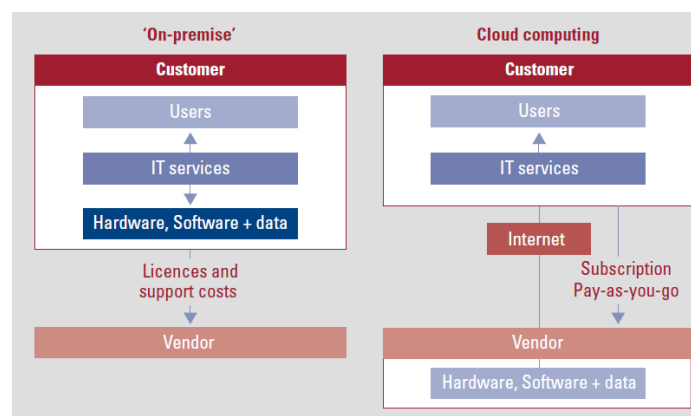 'On-premise'
Customer
Users
IT services
Hardware, Software + data
Licences and
support costs
Vendor
Cloud computing
Customer
Users
IT services
Internet
Subscription
Pay-as-you-go
Vendor
Hardware, Software + data